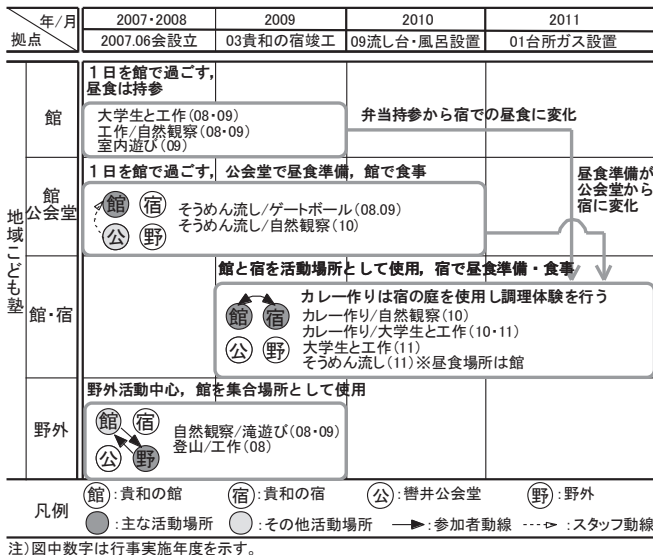 年/月
拠点
2007・2008
2009
2010
2011
2007.06会設立
03貴和の宿竣工
09流し台・風呂設置
01台所ガス設置
地域こども塾
館
1日を館で過ごす,
昼食は持参
大学生と工作(08・09)
工作/自然観察(08・09)
室内遊び(09)
弁当持参から宿での昼食に変化
館
公会堂
1日を館で過ごす, 公会堂で昼食準備, 館で食事
館 宿
公 野
そうめん流し/ゲートボール(08.09)
そうめん流し/自然観察(10)
昼食準備が
公会堂から
宿に変化
館・宿
館と宿を活動場所として使用, 宿で昼食準備・食事
館 宿
公 野
カレー作りは宿の庭を使用し調理体験を行う
カレー作り/自然観察(10)
カレー作り/大学生と工作(10・11)
大学生と工作(11)
そうめん流し(11)※昼食場所は館
野外
野外活動中心, 館を集合場所として使用
館 宿
公 野
自然観察/滝遊び(08・09)
登山/工作(08)
凡例
館:貴和の館 宿:貴和の宿 公:轡井公会堂 野:野外
:主な活動場所 :その他活動場所 :参加者動線 :スタッフ動線
注)図中数字は行事実施年度を示す。